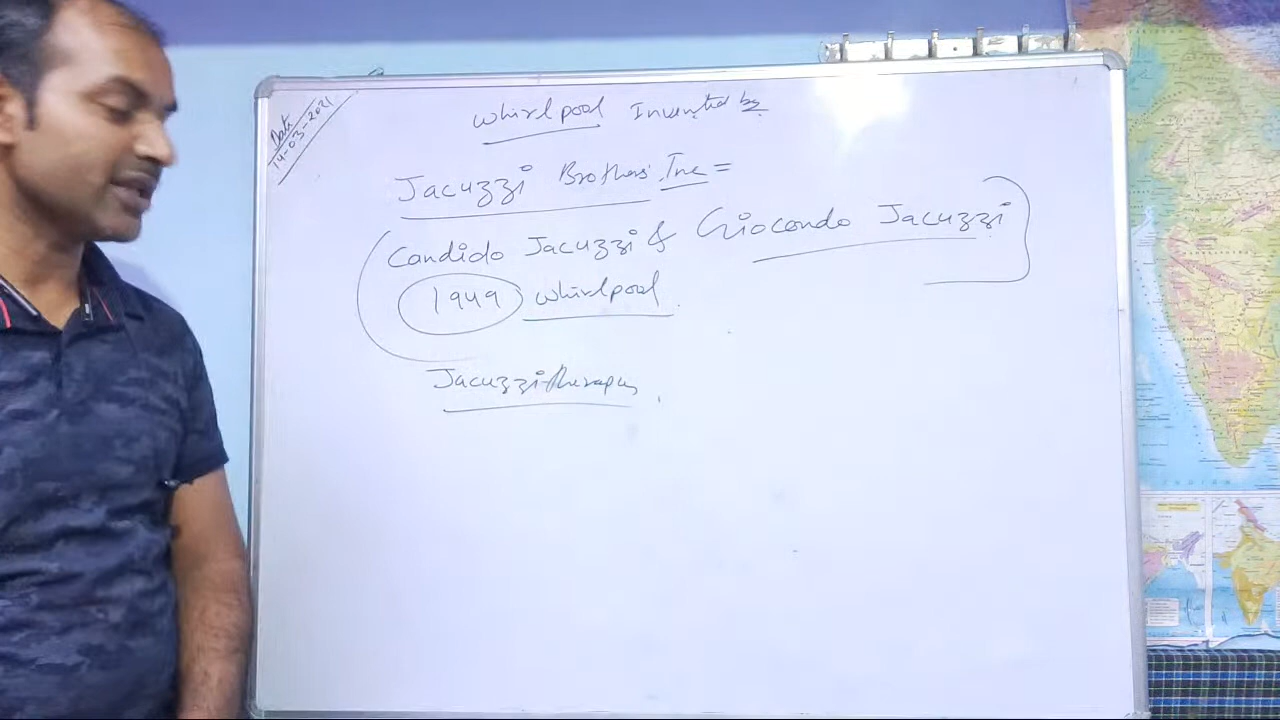 Date
14-03-2021
whirlpool Invented by
Jacuzzi Brothers' Inc =
Candido Jacuzzi & Giocondo Jacuzzi
1949 whirlpool.
Jacuzzi therapy.